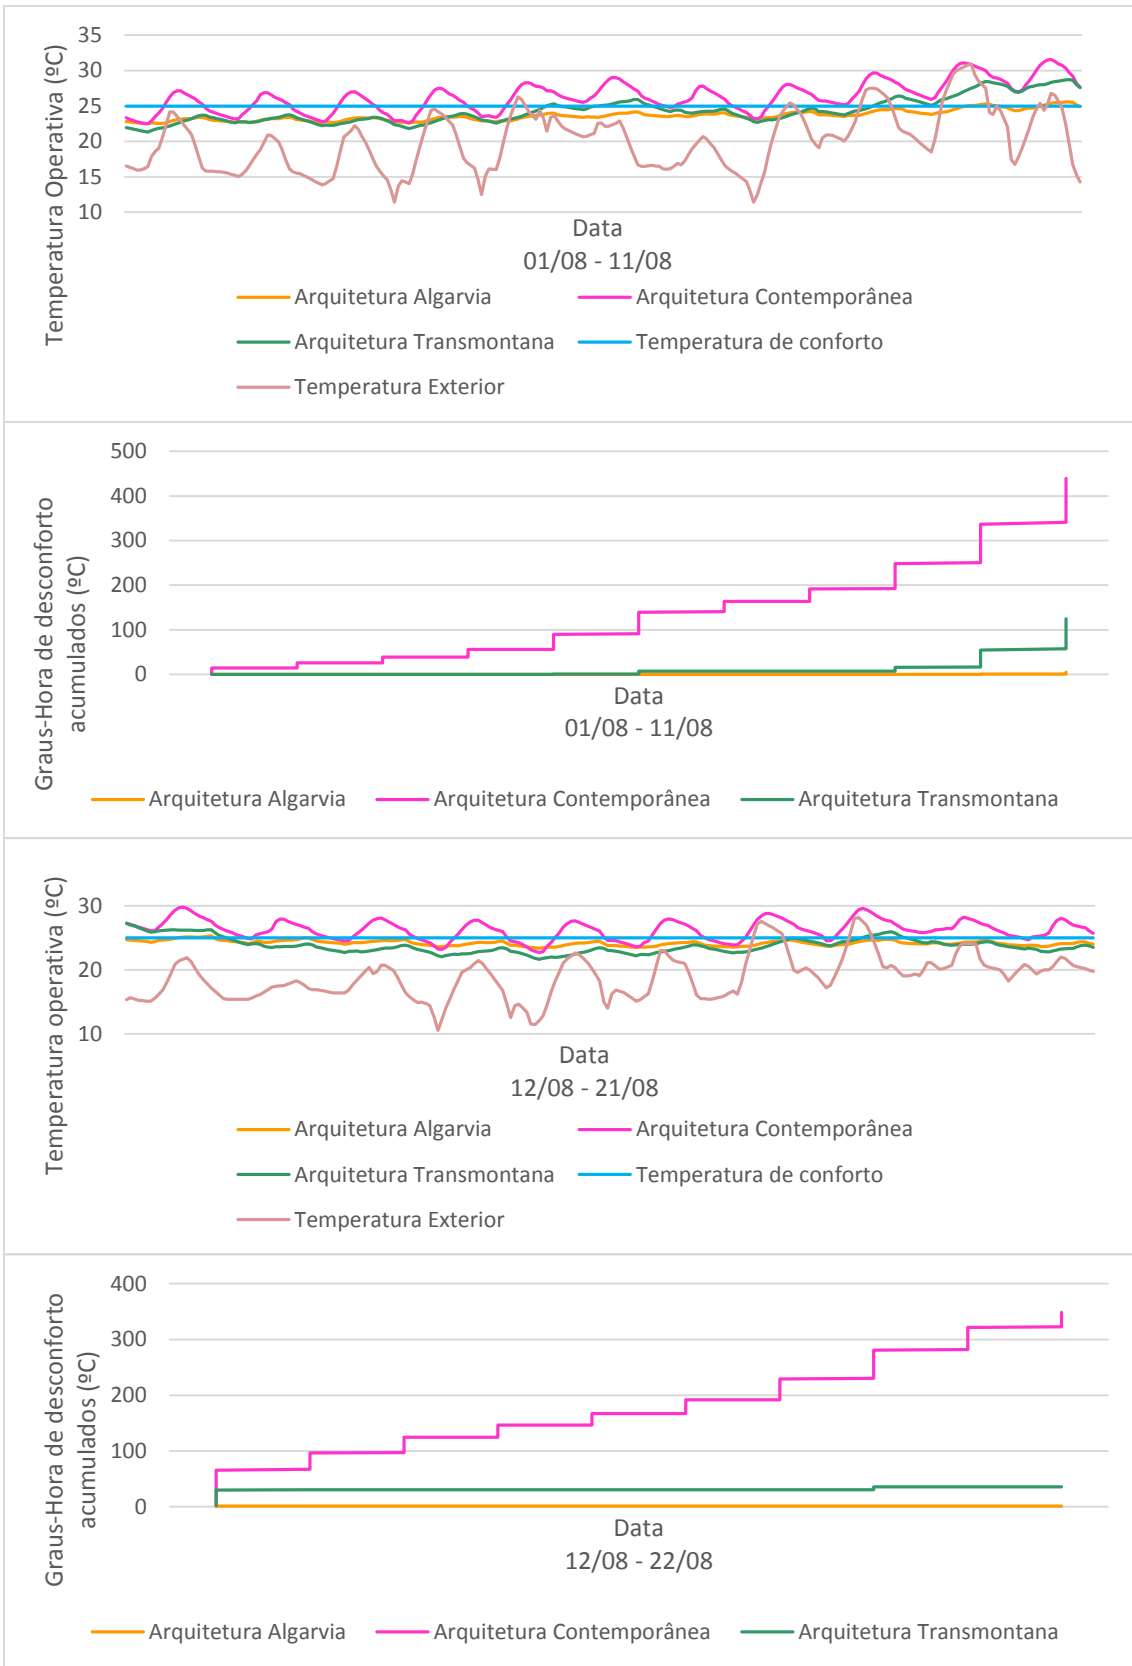 Temperatura Operativa (ºC)
35
30
25
20
15
10
Data
01/08 - 11/08
Arquitetura Algarvia
Arquitetura Contemporânea
Arquitetura Transmontana
Temperatura de conforto
Temperatura Exterior
Graus-Hora de desconforto
acumulados (ºC)
500
400
300
200
100
0
Data
01/08 - 11/08
Arquitetura Algarvia
Arquitetura Contemporânea
Arquitetura Transmontana
Temperatura operativa (ºC)
30
20
10
Data
12/08 - 21/08
Arquitetura Algarvia
Arquitetura Contemporânea
Arquitetura Transmontana
Temperatura de conforto
Temperatura Exterior
Graus-Hora de desconforto
acumulados (ºC)
400
300
200
100
0
Data
12/08 - 22/08
Arquitetura Algarvia
Arquitetura Contemporânea
Arquitetura Transmontana